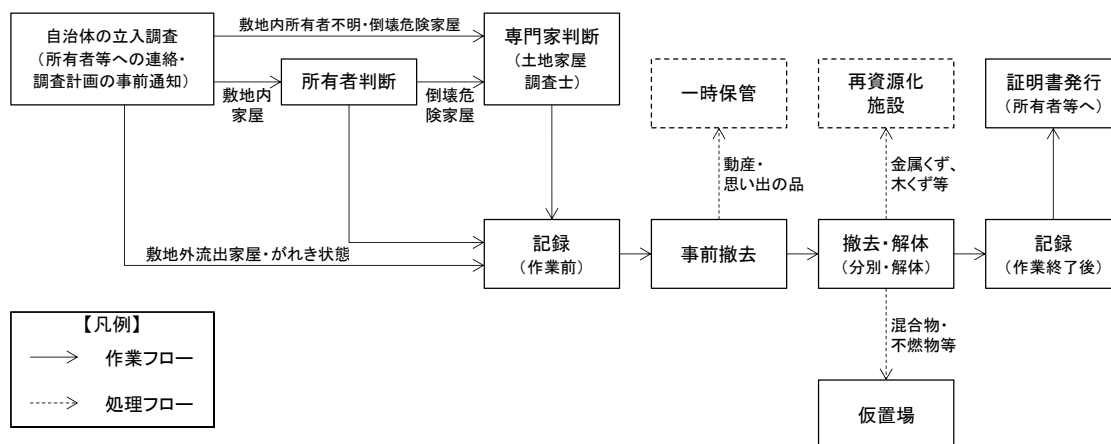 敷地内所有者不明・倒壊危険家屋
自治体の立入調査
（所有者等への連絡・
調査計画の事前通知）
敷地内
家屋
所有者判断
倒壊危
険家屋
専門家判断
（土地家屋
調査士）
一時保管
再資源化
施設
証明書発行
（所有者等へ）
動産・
思い出の品
金属くず、
木くず等
敷地外流出家屋・がれき状態
記録
（作業前）
事前撤去
撤去・解体
（分別・解体）
記録
（作業終了後）
混合物・
不燃物等
仮置場
【凡例】
作業フロー
処理フロー